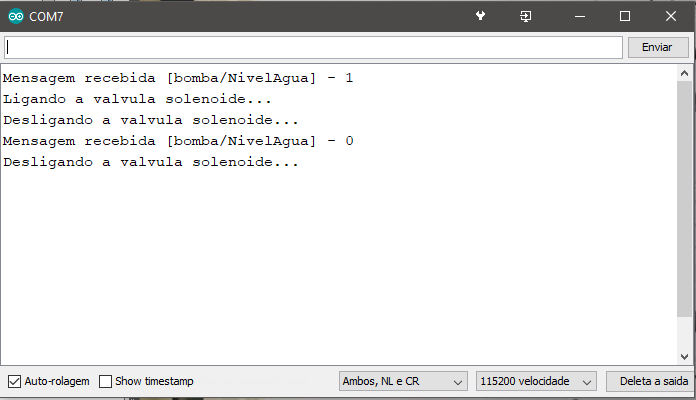 COM7
Enviar
Mensagem recebida [bomba/NivelAgua] - 1
Ligando a valvula solenoide...
Desligando a valvula solenoide...
Mensagem recebida [bomba/NivelAgua] - 0
Desligando a valvula solenoide...
Auto-rolagem Show timestamp Ambos, NL e CR 115200 velocidade Deleta a saida